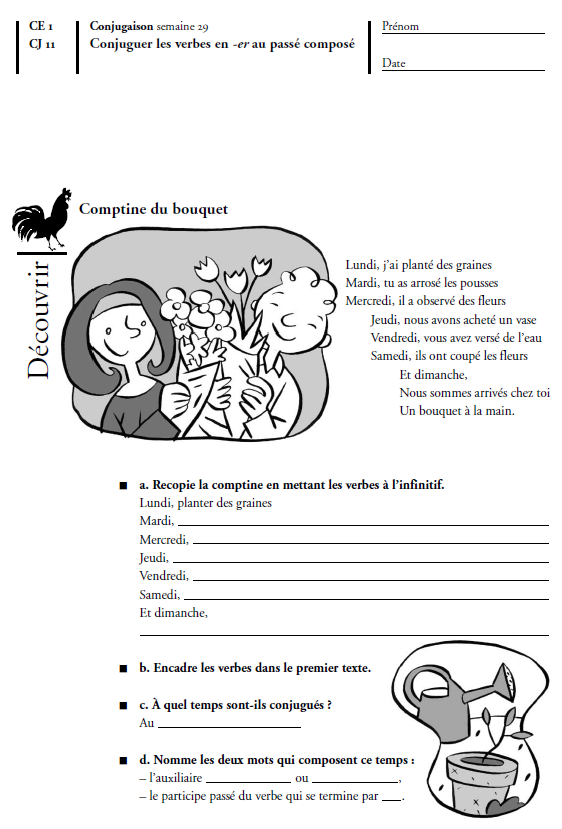 CE 1
CJ 11
Conjugaison semaine 29
Conjuguer les verbes en -er au passé composé
Prénom
Date
Découvrir
Comptine du bouquet
Lundi, j'ai planté des graines
Mardi, tu as arrosé les pousses
Mercredi, il a observé des fleurs
Jeudi, nous avons acheté un vase
Vendredi, vous avez versé de l'eau
Samedi, ils ont coupé les fleurs
Et dimanche,
Nous sommes arrivés chez toi
Un bouquet à la main.
a. Recopie la comptine en mettant les verbes à l'infinitif.
Lundi, planter des graines
Mardi,
Mercredi,
Jeudi,
Vendredi,
Samedi,
Et dimanche,
b. Encadre les verbes dans le premier texte.
c. À quel temps sont-ils conjugués ?
Au
d. Nomme les deux mots qui composent ce temps :
– l'auxiliaire ou ,
– le participe passé du verbe qui se termine par .